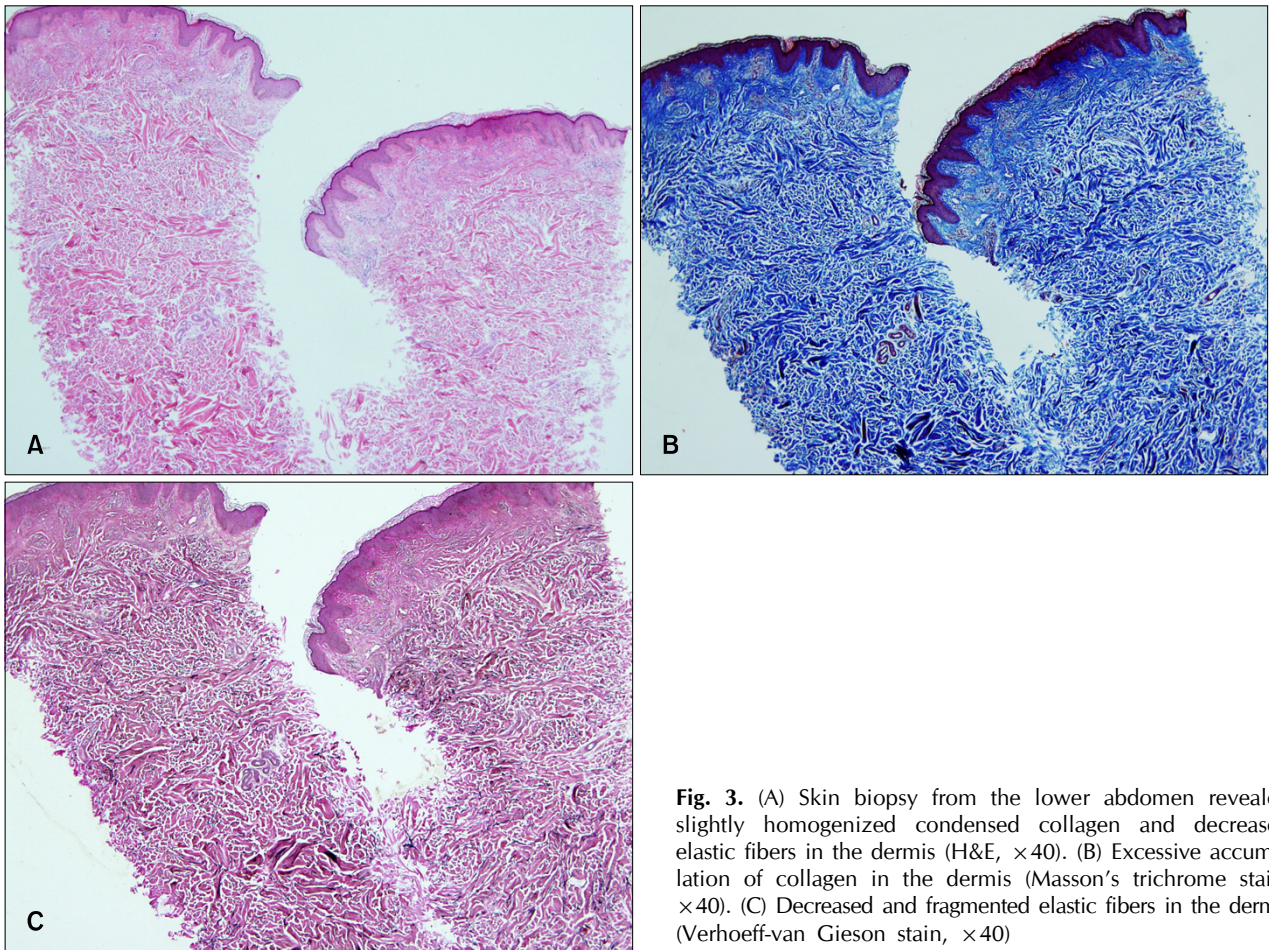 A
B
C
Fig. 3. (A) Skin biopsy from the lower abdomen reveale
slightly homogenized condensed collagen and decrease
elastic fibers in the dermis (H&E, ×40). (B) Excessive accum
lation of collagen in the dermis (Masson's trichrome stai
×40). (C) Decreased and fragmented elastic fibers in the derm
(Verhoeff-van Gieson stain, ×40)